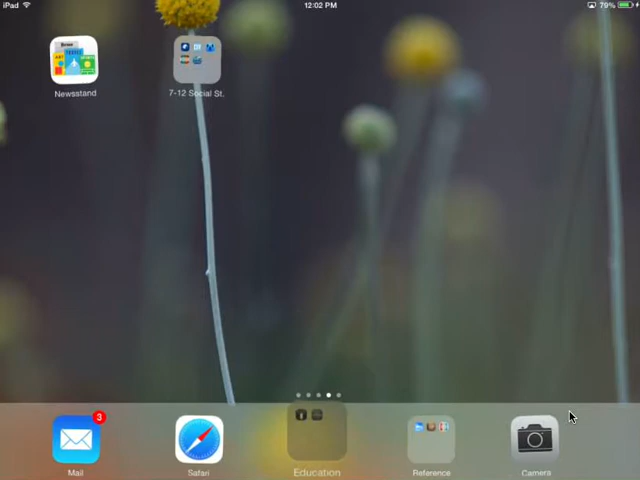 iPad
12:02 PM
79%
Newsstand
7-12 Social St.
3
Mail
Safari
Education
Reference
Camera